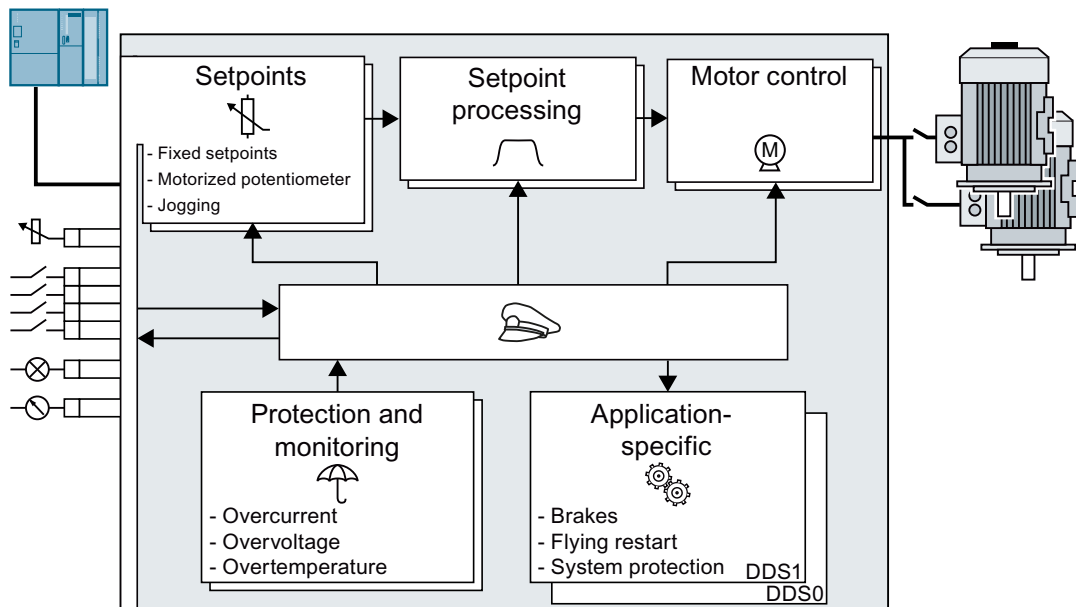 Setpoints
- Fixed setpoints
- Motorized potentiometer
- Jogging
Setpoint
processing
Motor control
M
Protection and
monitoring
- Overcurrent
- Overvoltage
- Overtemperature
Application-
specific
- Brakes
- Flying restart
- System protection
DDS1
DDS0